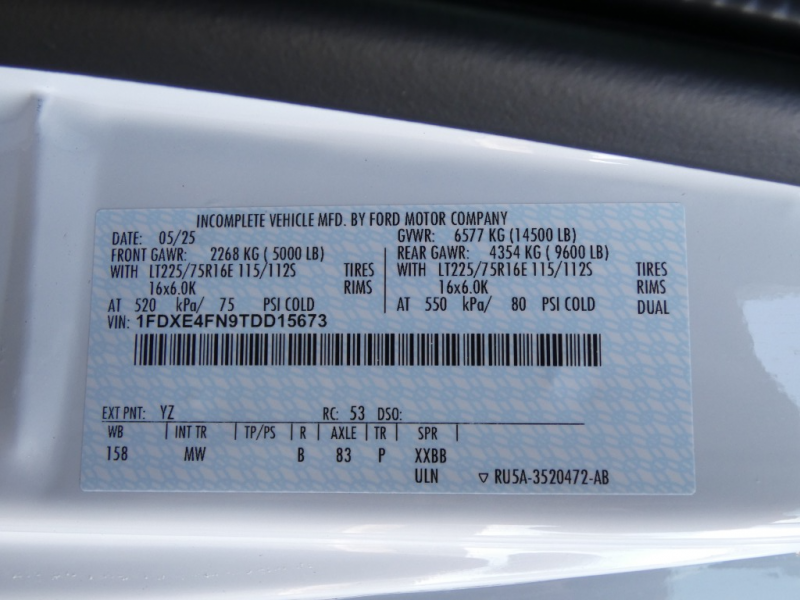 INCOMPLETE VEHICLE MFD. BY FORD MOTOR COMPANY
DATE: 05/25 GVWR: 6577 KG (14500 LB)
FRONT GAWR: 2268 KG ( 5000 LB) REAR GAWR: 4354 KG ( 9600 LB)
WITH LT225/75R16E 115/112S TIRES WITH LT225/75R16E 115/112S TIRES
16x6.0K RIMS 16x6.0K RIMS
AT 520 kPa/ 75 PSI COLD AT 550 kPa/ 80 PSI COLD DUAL
VIN: 1FDXE4FN9TDD15673
EXT PNT: YZ RC: 53 DSO:
WB INT TR TP/PS R AXLE TR SPR
158 MW B 83 P XXBB
ULN ▽ RU5A-3520472-AB